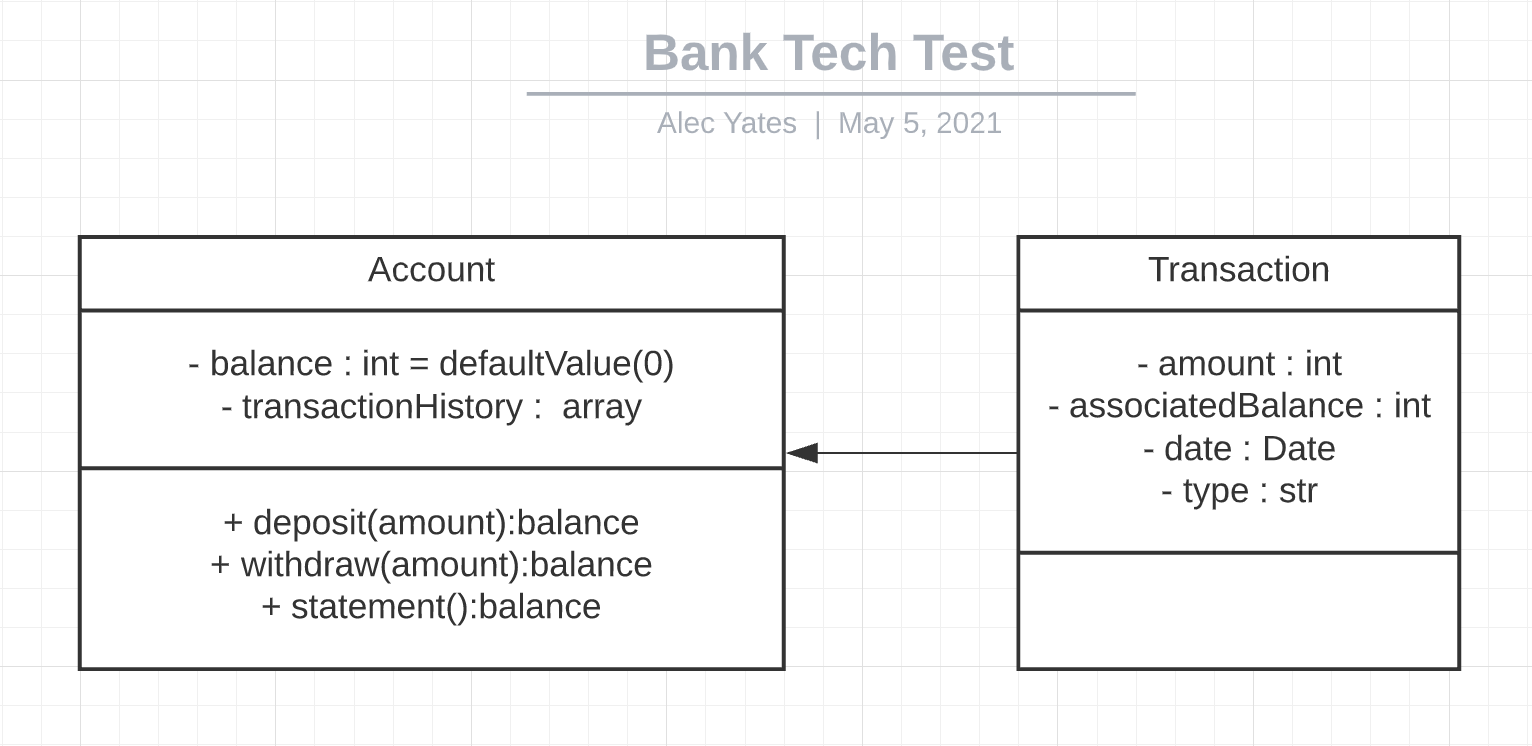 Bank Tech Test
Alec Yates | May 5, 2021
Account
- balance : int = defaultValue(0)
- transactionHistory :  array
+ deposit(amount):balance
+ withdraw(amount):balance
+ statement():balance
Transaction
- amount : int
- associatedBalance : int
- date : Date
- type : str